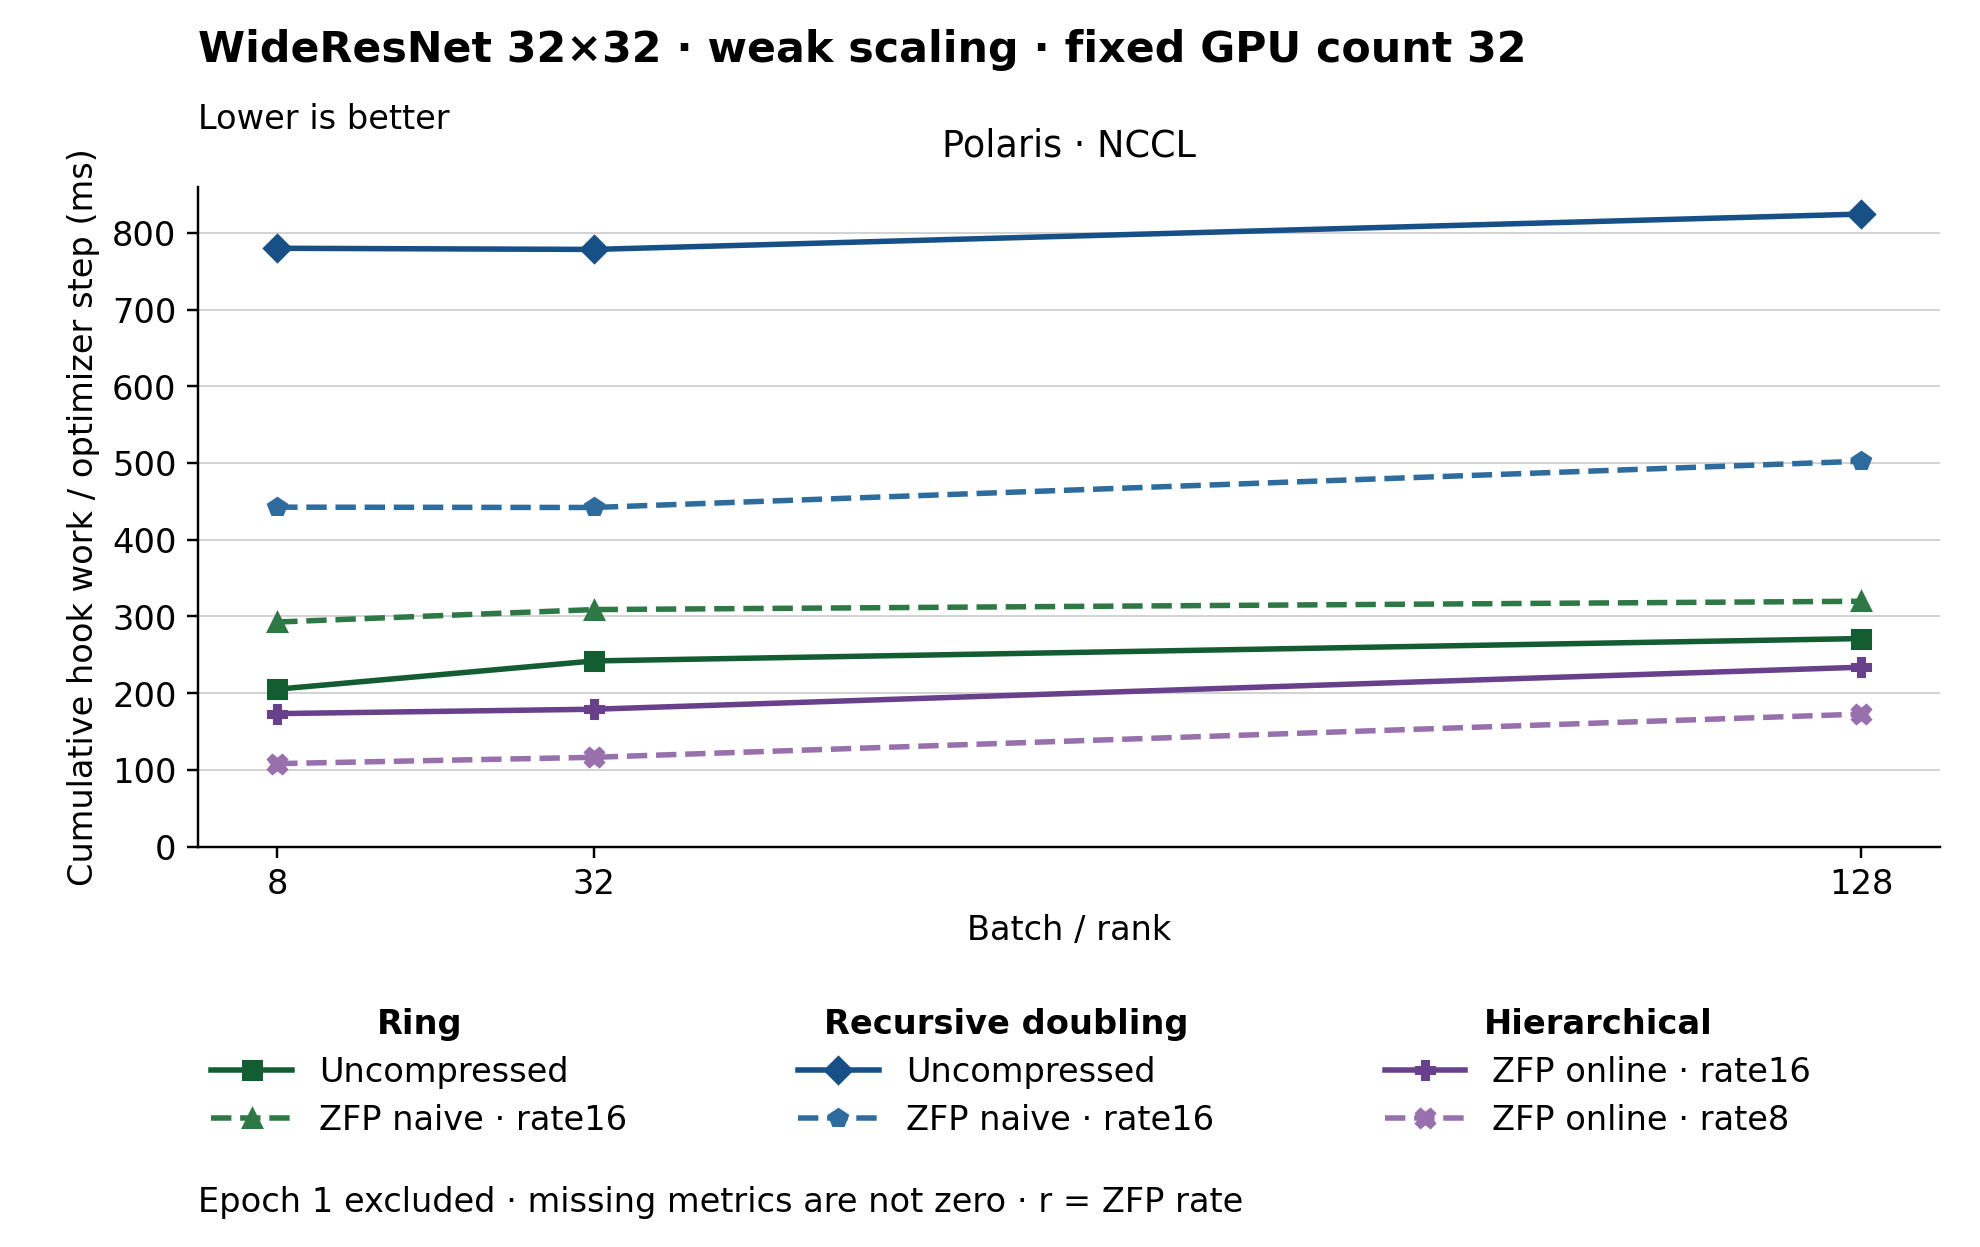 WideResNet 32×32 · weak scaling · fixed GPU count 32
Lower is better
Polaris · NCCL
Cumulative hook work / optimizer step (ms)
800
700
600
500
400
300
200
100
0
8 32 128
Batch / rank
Ring Recursive doubling Hierarchical
Uncompressed Uncompressed ZFP online · rate16
ZFP naive · rate16 ZFP naive · rate16 ZFP online · rate8
Epoch 1 excluded · missing metrics are not zero · r = ZFP rate